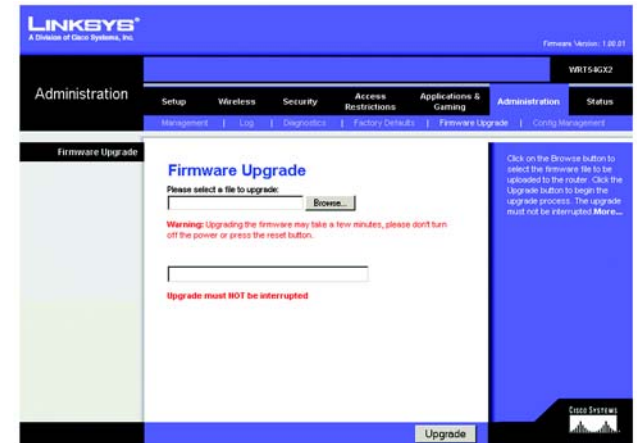 LINKSYS®
A Division of Cisco Systems, Inc.
Firmware Version: 1.00.01
WRT54GX2
Administration
Setup Wireless Security Access Restrictions Applications & Gaming Administration Status
Management | Log | Diagnostics | Factory Defaults | Firmware Upgrade | Config Management
Firmware Upgrade
Firmware Upgrade
Please select a file to upgrade:
Browse...
Warning: Upgrading the firmware may take a few minutes, please don't turn
off the power or press the reset button.
Upgrade must NOT be interrupted
Click on the Browse button to
select the firmware file to be
uploaded to the router. Click the
Upgrade button to begin the
upgrade process. The upgrade
must not be interrupted.More...
Upgrade
CISCO SYSTEMS